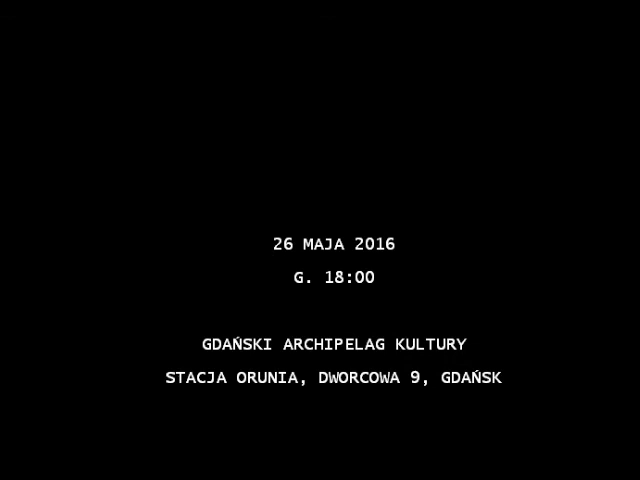 26 MAJA 2016
G. 18:00
GDAŃSKI ARCHIPELAG KULTURY
STACJA ORUNIA, DWORCOWA 9, GDAŃSK